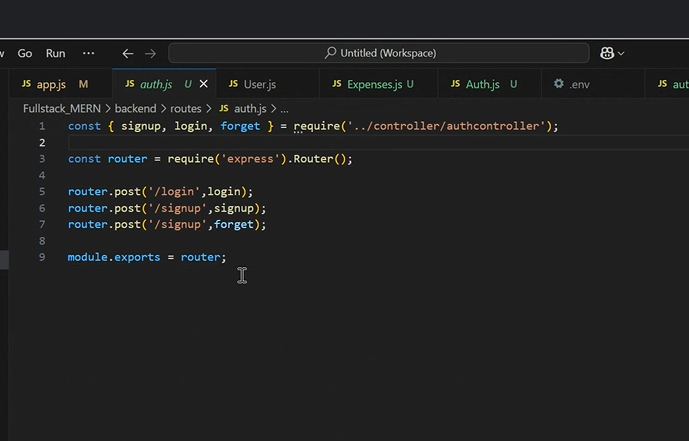 Go Run ··· Untitled (Workspace)
JS app.js M JS auth.js U JS User.js JS Expenses.js U JS Auth.js U .env JS
Fullstack_MERN > backend > routes > JS auth.js > ...
1 const { signup, login, forget } = require('../controller/authcontroller');
2
3 const router = require('express').Router();
4
5 router.post('/login',login);
6 router.post('/signup',signup);
7 router.post('/signup',forget);
8
9 module.exports = router;